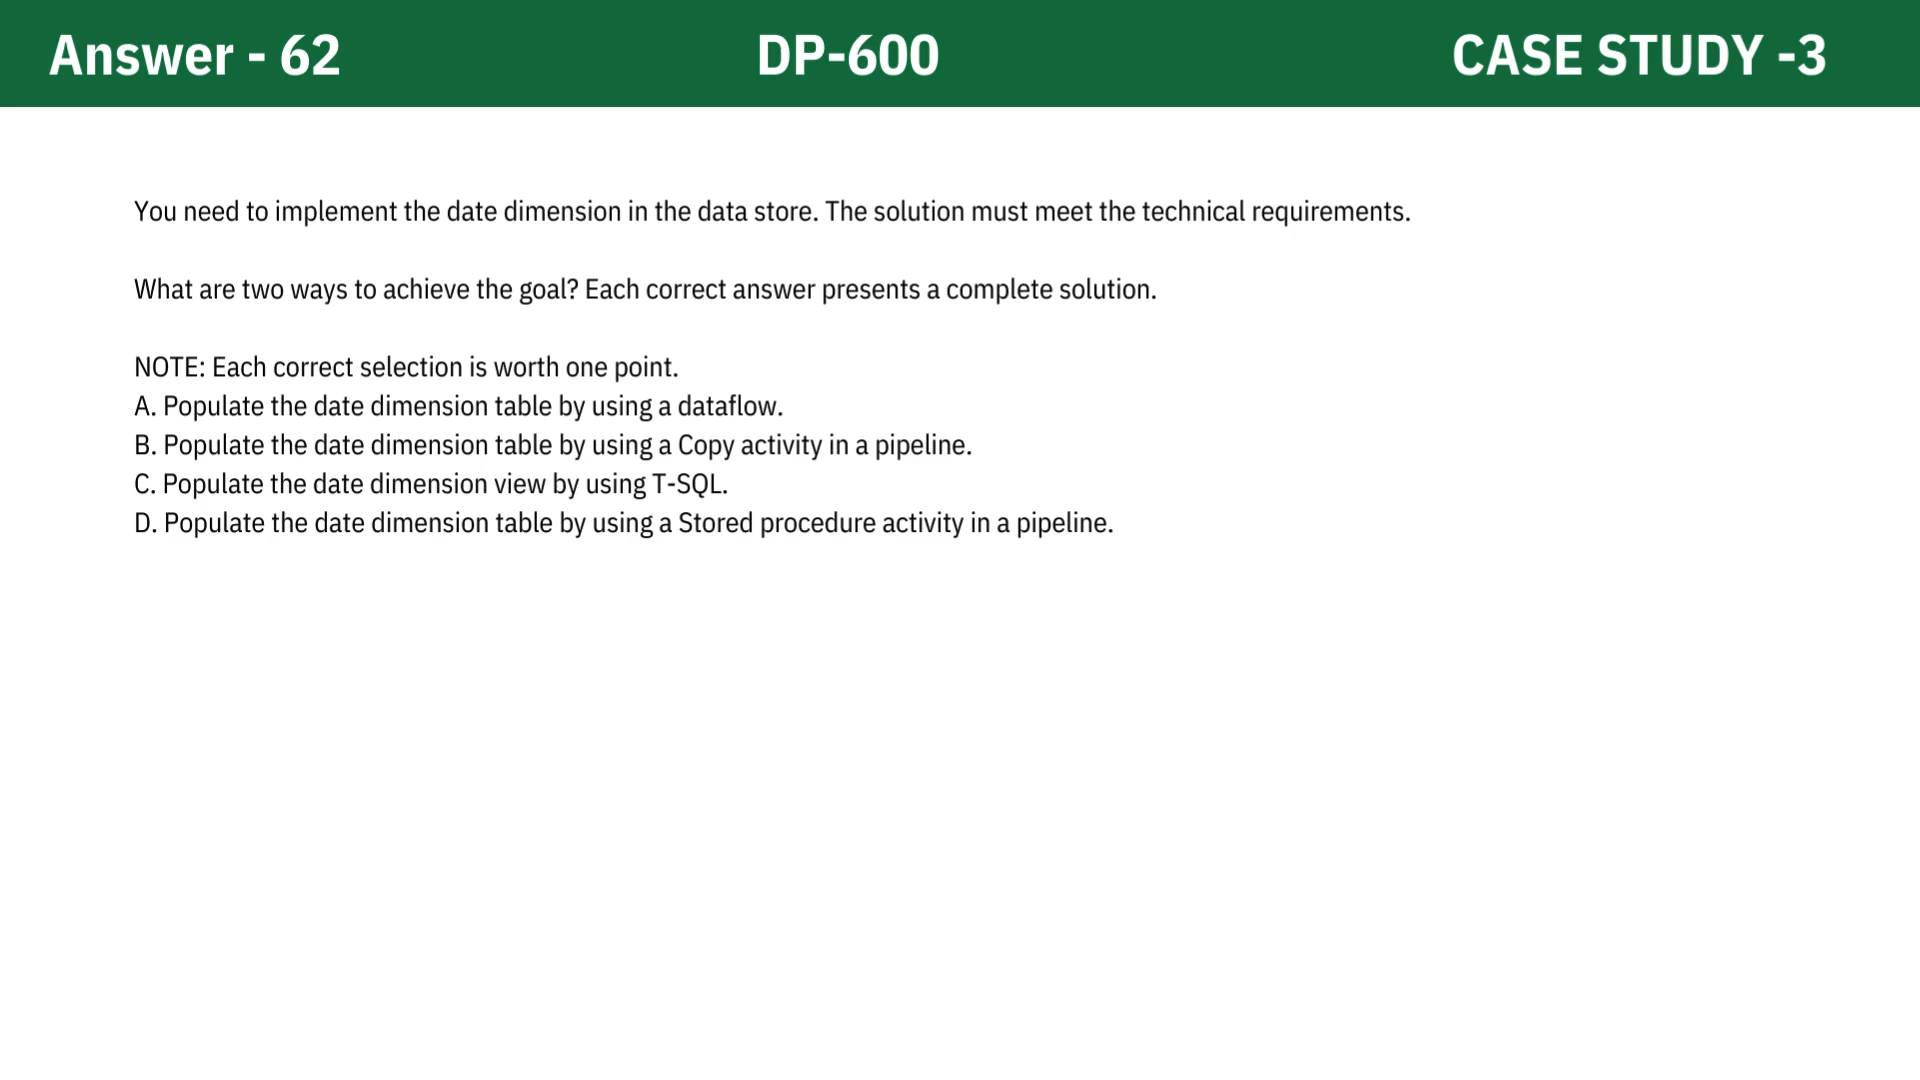 Answer - 62
DP-600
CASE STUDY -3
You need to implement the date dimension in the data store. The solution must meet the technical requirements.
What are two ways to achieve the goal? Each correct answer presents a complete solution.
NOTE: Each correct selection is worth one point.
A. Populate the date dimension table by using a dataflow.
B. Populate the date dimension table by using a Copy activity in a pipeline.
C. Populate the date dimension view by using T-SQL.
D. Populate the date dimension table by using a Stored procedure activity in a pipeline.